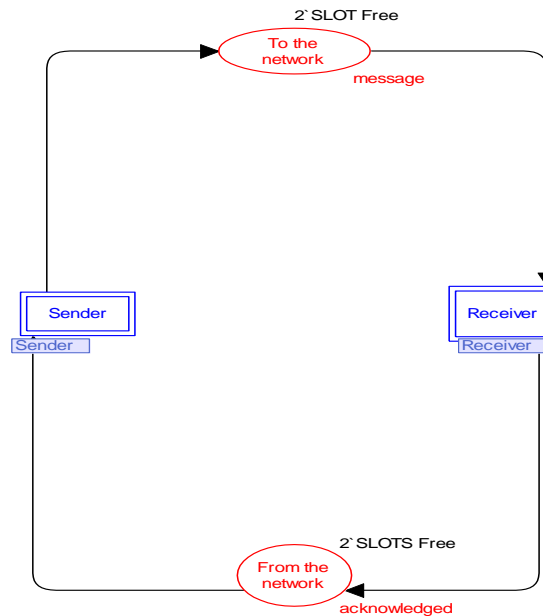 2`SLOT Free
To the
network
message
Sender
Sender
Receiver
Receiver
2`SLOTS Free
From the
network
acknowledged